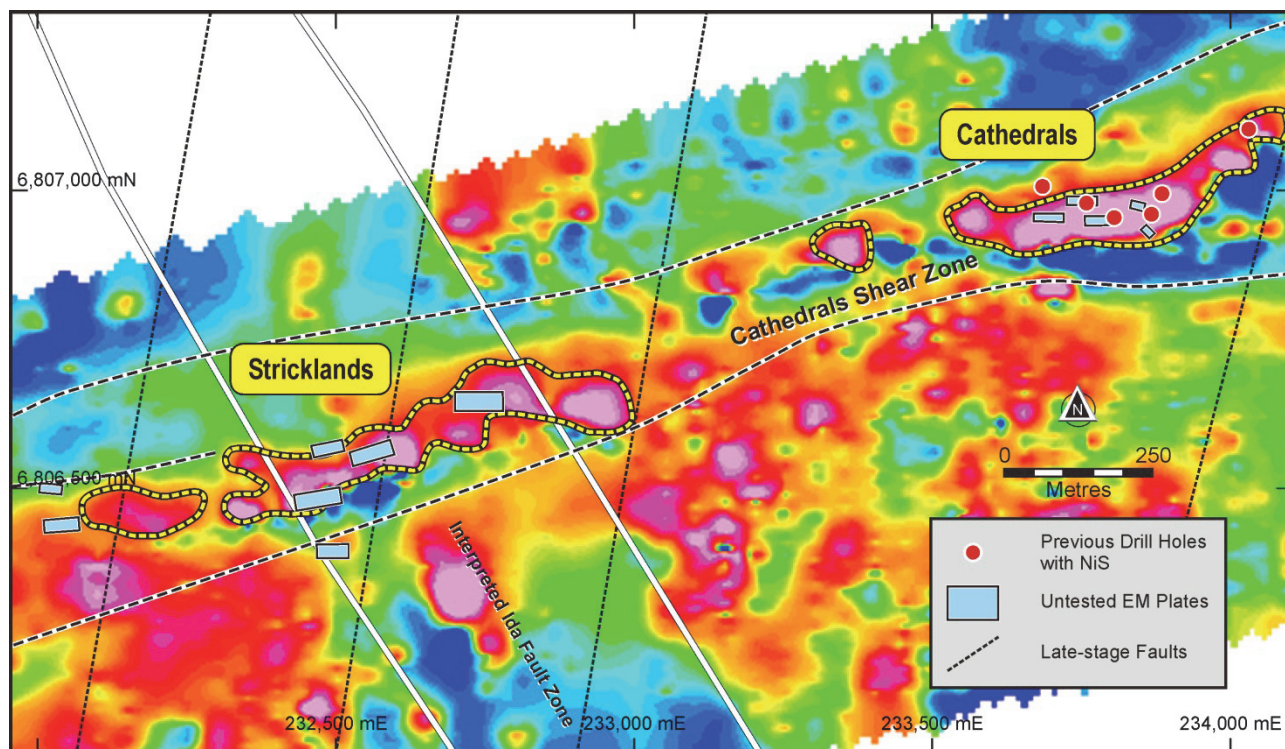 Cathedrals
6,807,000 mN
Cathedrals Shear Zone
Stricklands
N
0 250
Metres
6,806,500 mN
Interpreted Ida Fault Zone
Previous Drill Holes
with NiS
Untested EM Plates
Late-stage Faults
232,500 mE 233,000 mE 233,500 mE 234,000 mE